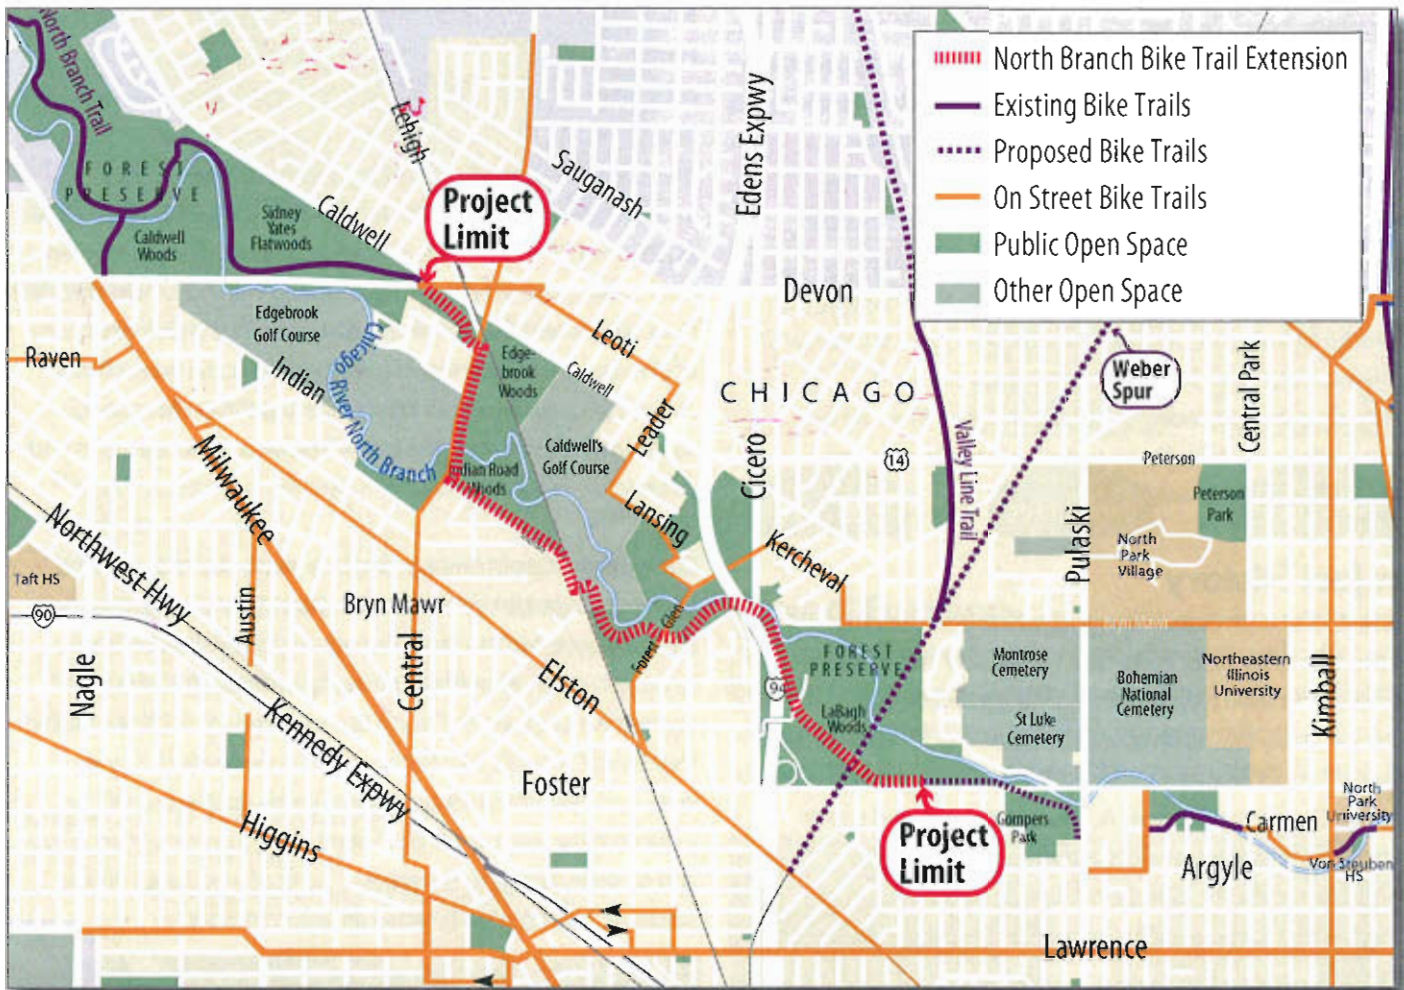 North Branch Trail
FOREST
PRESERVE
Caldwell
Woods
Sidney
Yates
Flatwoods
Caldwell
Lehigh
Project
Limit
Sauganash
Edens Expwy
North Branch Bike Trail Extension
Existing Bike Trails
Proposed Bike Trails
On Street Bike Trails
Public Open Space
Other Open Space
Devon
Edgebrook
Golf Course
Chicago River North Branch
Indian
Raven
Leoti
Edge-
brook
Woods
Caldwell
Leader
CHICAGO
Weber
Spur
Central Park
Cicero
14
Valley Line Trail
Caldwell's
Golf Course
Indian Road
Woods
Milwaukee
Lansing
Kercheval
Peterson
Peterson
Park
North
Park
Village
Pulaski
Northwest Hwy
Taft HS
90
Austin
Bryn Mawr
Central
Nagle
Forest Glen
Elston
94
FOREST
PRESERVE
LaBagh
Woods
Bryn Mawr
Montrose
Cemetery
St Luke
Cemetery
Bohemian
National
Cemetery
Northeastern
Illinois
University
Kimball
Kennedy Expwy
Foster
Higgins
Project
Limit
Gompers
Park
North
Park
University
Carmen
Argyle
Von Steuben
HS
Lawrence